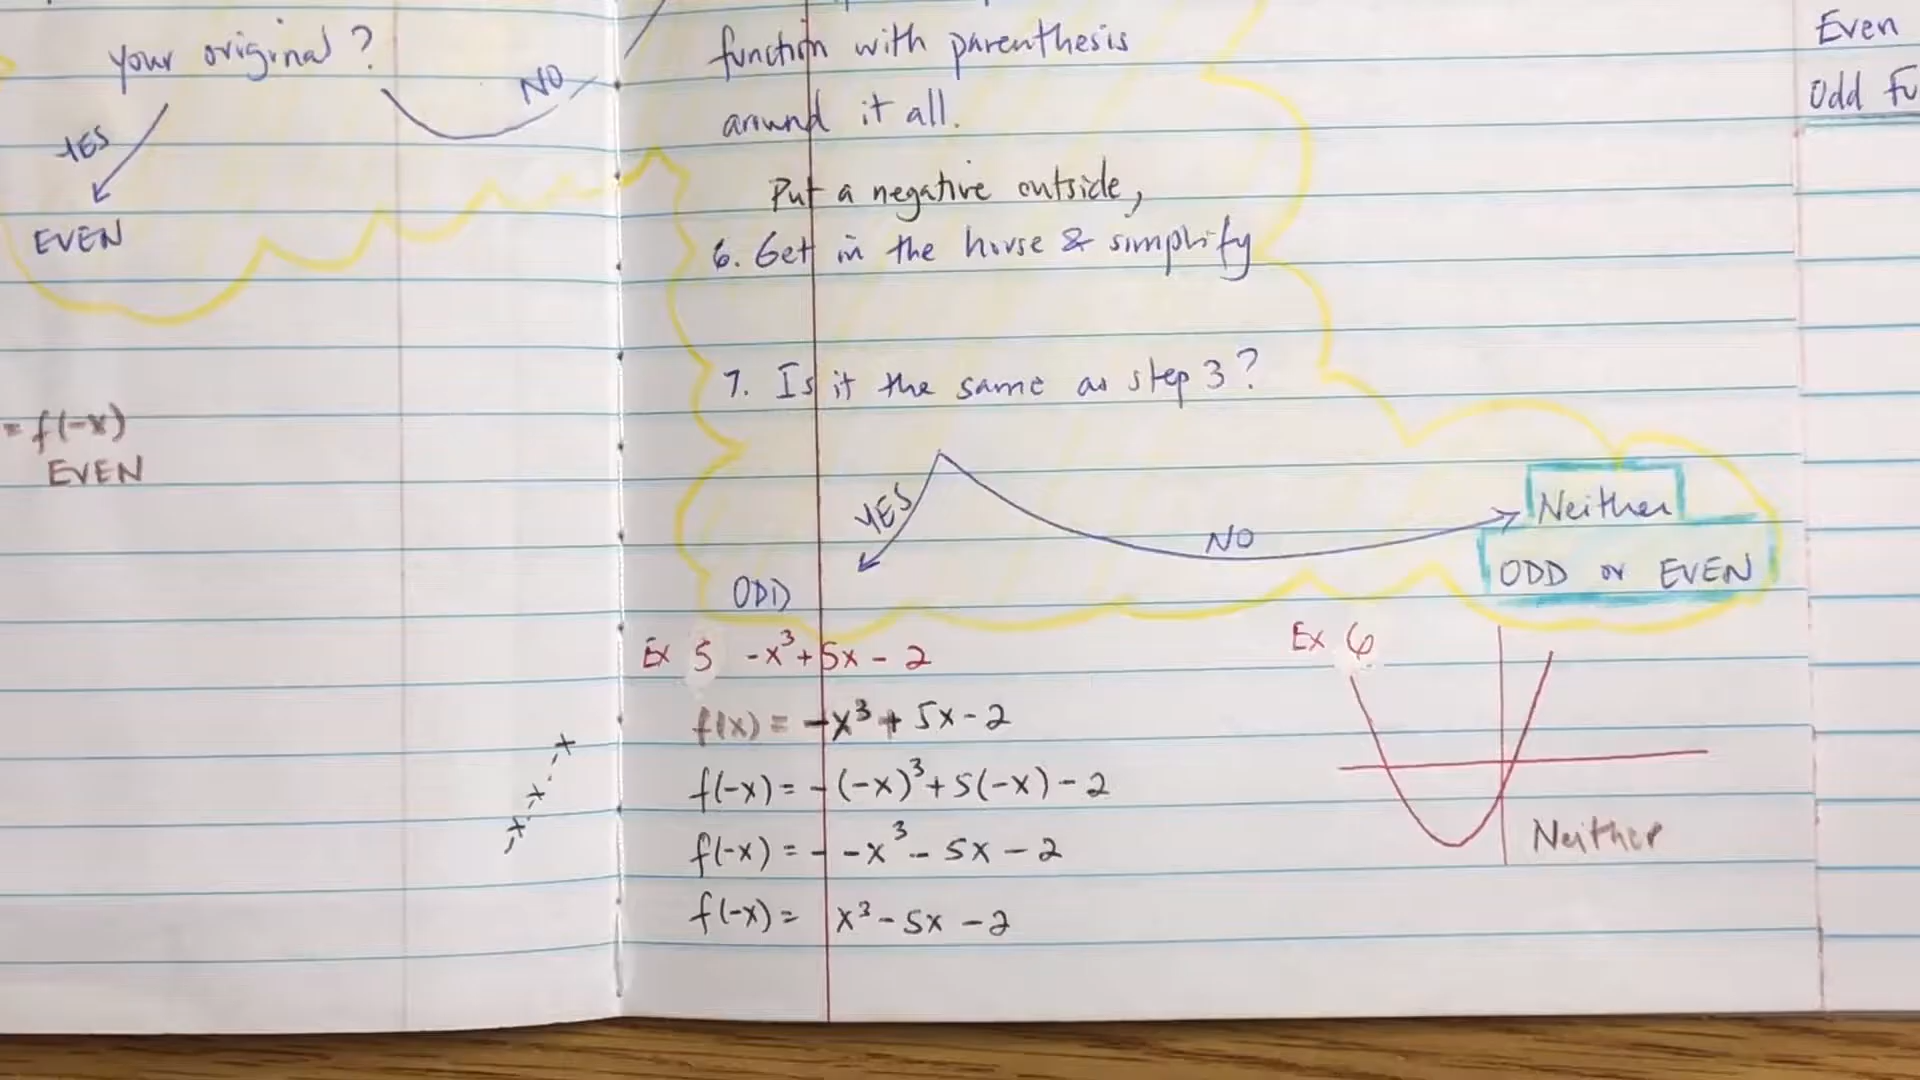 your original?
YES
NO
EVEN
= f(-x)
EVEN
function with parenthesis
around it all.
Put a negative outside,
6. Get in the horse & simplify
7. Is it the same as step 3?
YES
NO
ODD
Neither
ODD or EVEN
Ex 5 -x³+5x-2
f(x) = -x³ + 5x-2
f(-x) = -(-x)³+5(-x)-2
f(-x) = - -x³ - 5x - 2
f(-x) = x³-5x -2
Ex 6
Neither
Even
Odd Fu